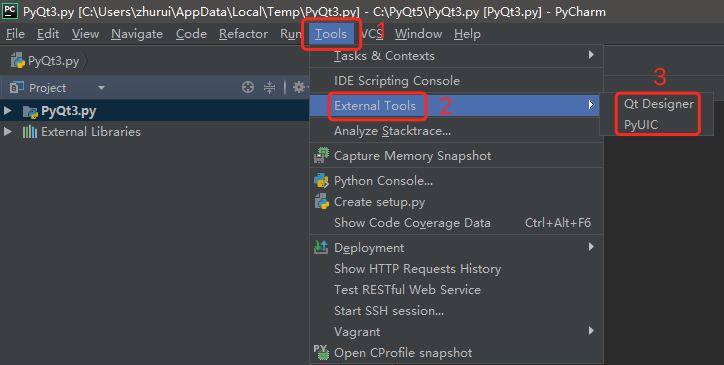 PC PyQt3.py [C:\Users\zhurui\AppData\Local\Temp\PyQt3.py] - C:\PyQt5\PyQt3.py [PyQt3.py] - PyCharm
File Edit View Navigate Code Refactor Run Tools VCS Window Help
1
PyQt3.py
Project
PyQt3.py
External Libraries
Tasks & Contexts
IDE Scripting Console
External Tools 2
Analyze Stacktrace...
Capture Memory Snapshot
Python Console...
Create setup.py
Show Code Coverage Data Ctrl+Alt+F6
Deployment
Show HTTP Requests History
Test RESTful Web Service
Start SSH session...
Vagrant
Open CProfile snapshot
3
Qt Designer
PyUIC